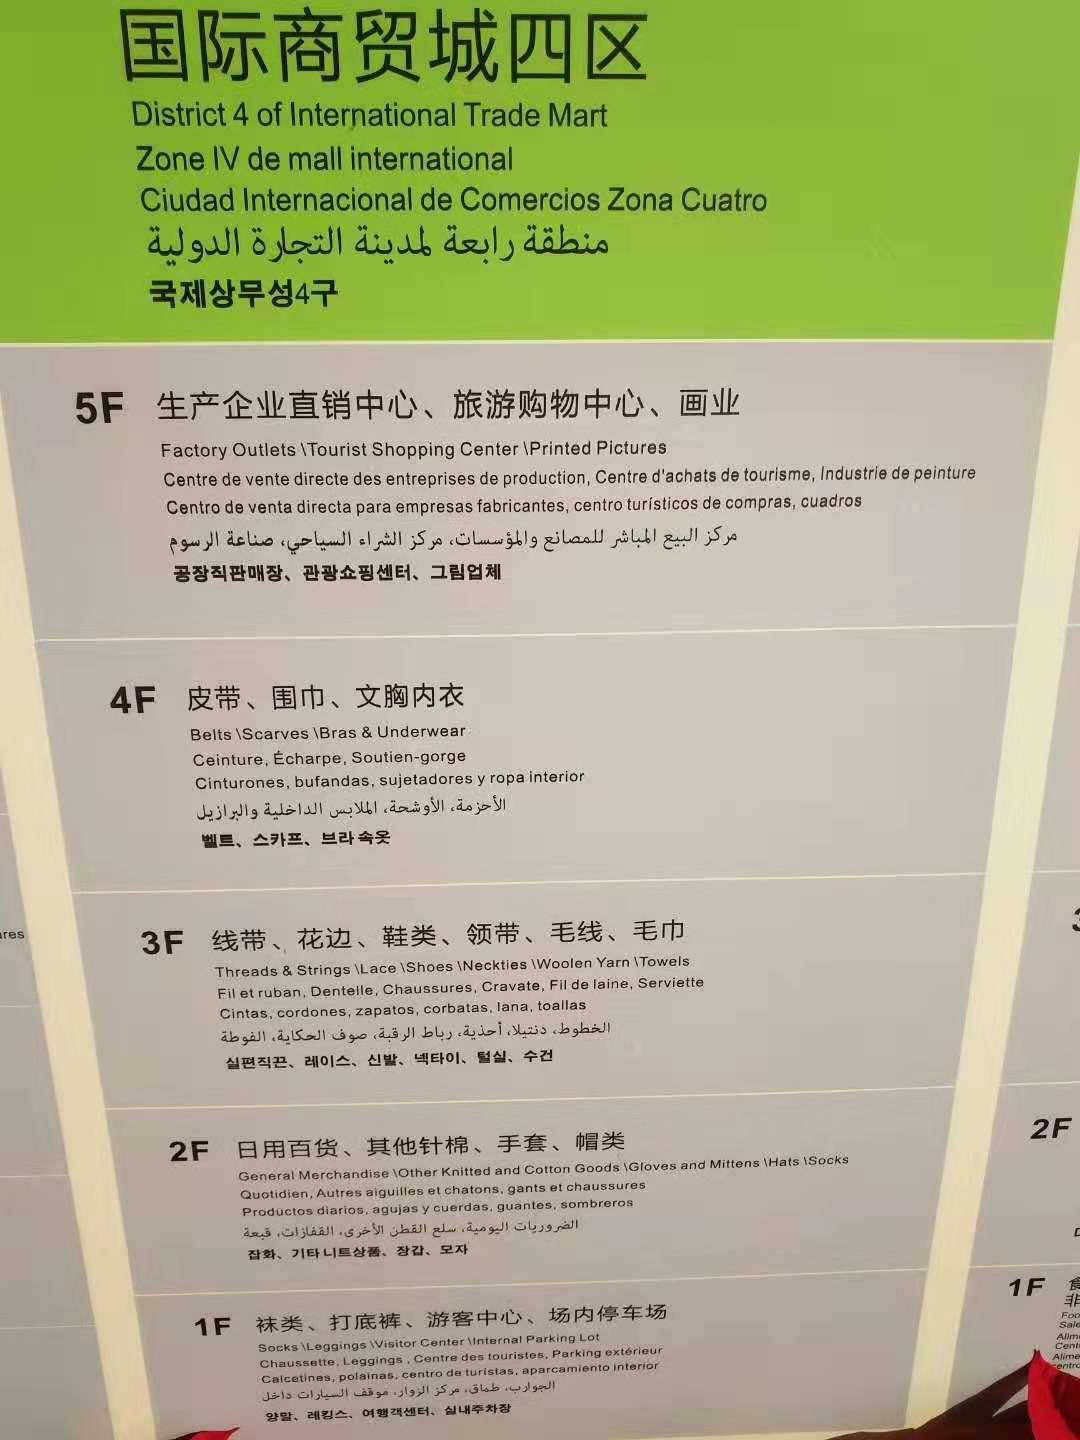 国际商贸城四区
District 4 of International Trade Mart
Zone IV de mall international
Ciudad Internacional de Comercios Zona Cuatro
منطقة رابعة لمدينة التجارة الدولية
국제상무성4구
5F 生产企业直销中心、旅游购物中心、画业
Factory Outlets \Tourist Shopping Center \Printed Pictures
Centre de vente directe des entreprises de production, Centre d'achats de tourisme, Industrie de peinture
Centro de venta directa para empresas fabricantes, centro turísticos de compras, cuadros
مركز البيع المباشر للمصانع والمؤسسات، مركز الشراء السياحي، صناعة الرسوم
공장직판매장、관광쇼핑센터、그림업체
4F 皮带、围巾、文胸内衣
Belts \Scarves \Bras & Underwear
Ceinture, Écharpe, Soutien-gorge
Cinturones, bufandas, sujetadores y ropa interior
الأحزمة، الأوشحة، الملابس الداخلية والبرازيل
벨트、스카프、브라 속옷
3F 线带、花边、鞋类、领带、毛线、毛巾
Threads & Strings \Lace \Shoes \Neckties \Woolen Yarn \Towels
Fil et ruban, Dentelle, Chaussures, Cravate, Fil de laine, Serviette
Cintas, cordones, zapatos, corbatas, lana, toallas
الخطوط، دنتيلا، أحذية، رباط الرقبة، صوف الحكاية، الفوطة
실편직끈、레이스、신발、넥타이、털실、수건
2F 日用百货、其他针棉、手套、帽类
General Merchandise \Other Knitted and Cotton Goods \Gloves and Mittens \Hats \Socks
Quotidien, Autres aiguilles et chatons, gants et chaussures
Productos diarios, agujas y cuerdas, guantes, sombreros
الضروريات اليومية، سلع القطن الأخرى، القفازات، قبعة
잡화、기타 니트상품、장갑、모자
1F 袜类、打底裤、游客中心、场内停车场
Socks \Leggings \Visitor Center \Internal Parking Lot
Chaussette, Leggings , Centre des touristes, Parking extérieur
Calcetines, polainas, centro de turistas, aparcamiento interior
الجوارب، طماق، مركز الزوار، موقف السيارات داخل
양말、레킹스、여행객센터、실내주차장
2F
1F